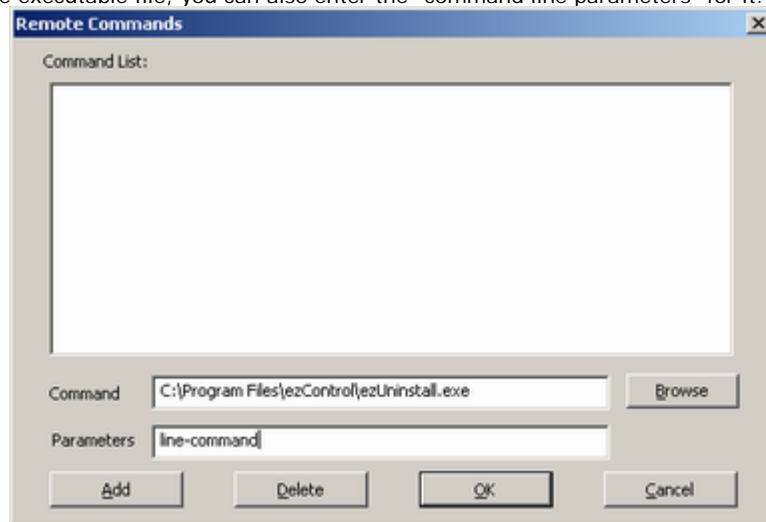 executable file, you can also enter the "command line parameters" for it.
Remote Commands
Command List:
Command C:\Program Files\ezControl\ezUninstall.exe Browse
Parameters line-command
Add Delete OK Cancel